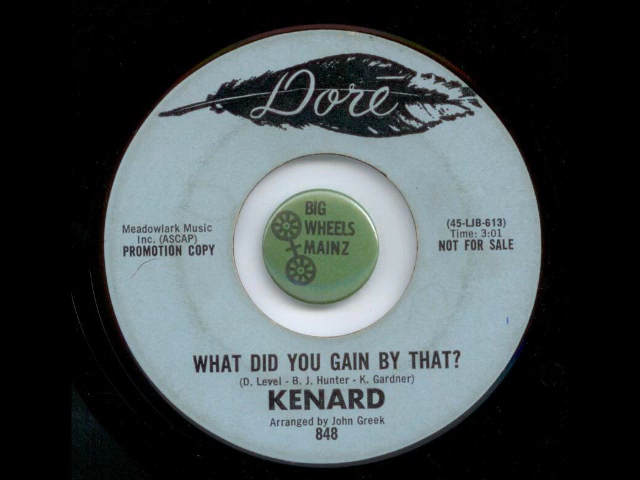 Dore
Meadowlark Music
Inc. (ASCAP)
PROMOTION COPY
BIG
WHEELS
MAINZ
(45-LJB-613)
Time: 3:01
NOT FOR SALE
WHAT DID YOU GAIN BY THAT?
(D. Level - B. J. Hunter - K. Gardner)
KENARD
Arranged by John Greek
848